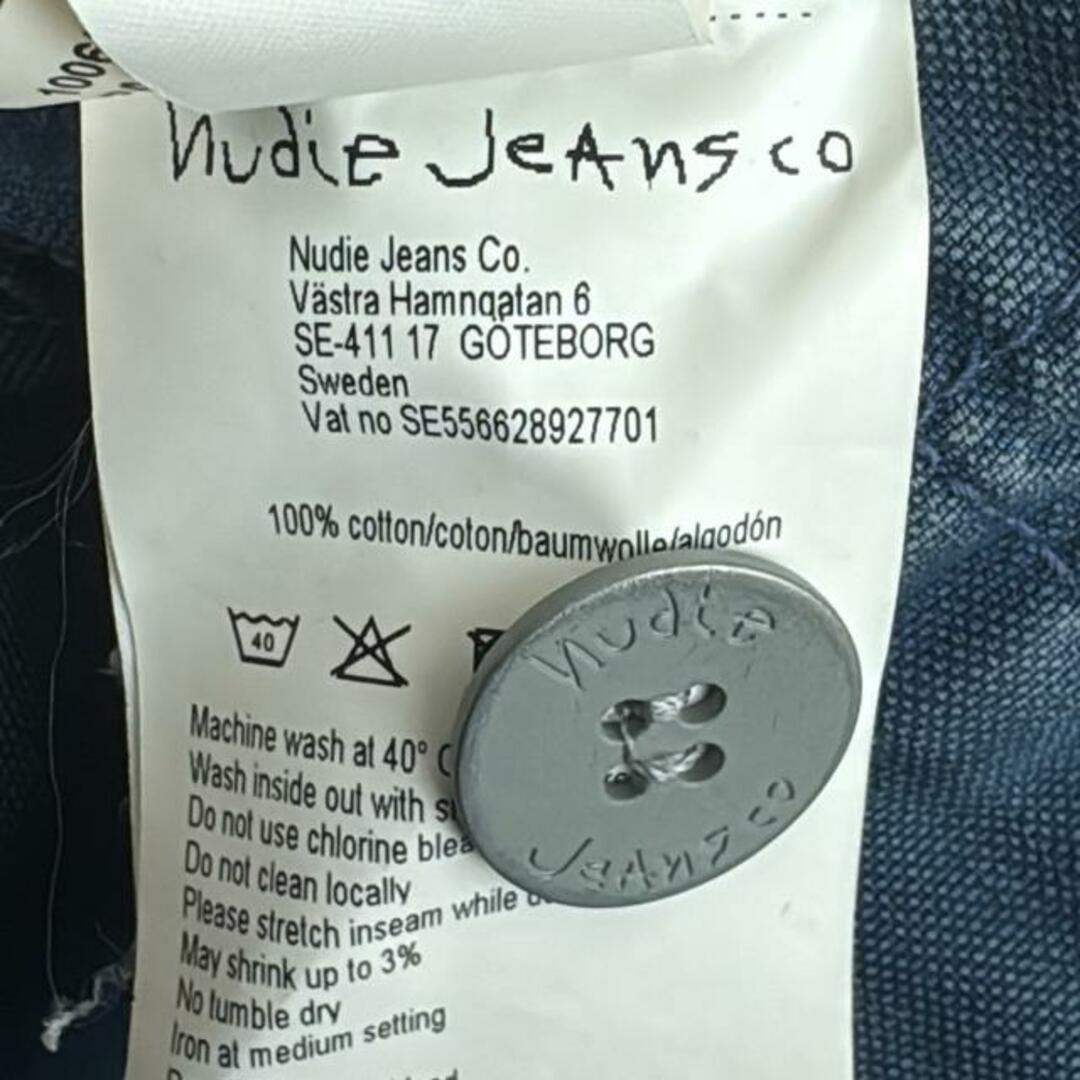 1006
Nudie Jeans co
Nudie Jeans Co.
Västra Hamngatan 6
SE-411 17 GÖTEBORG
Sweden
Vat no SE556628927701
100% cotton/coton/baumwolle/algodón
40
Machine wash at 40° C
Wash inside out with
Do not use chlorine
Do not clean locally
Please stretch inseam while
May shrink up to 3%
No tumble dry
Iron at medium setting
Nudie
Jeans co